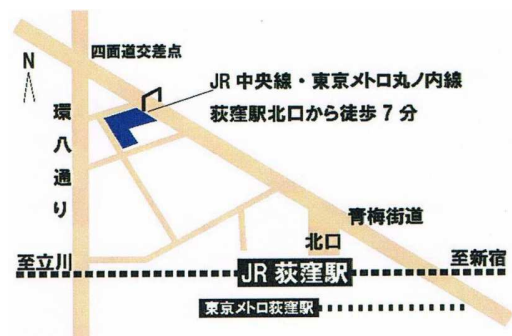 四面道交差点
N
JR 中央線・東京メトロ丸ノ内線
荻窪駅北口から徒歩 7 分
環八通り
青梅街道
北口
至立川
至新宿
JR 荻窪駅
東京メトロ荻窪駅